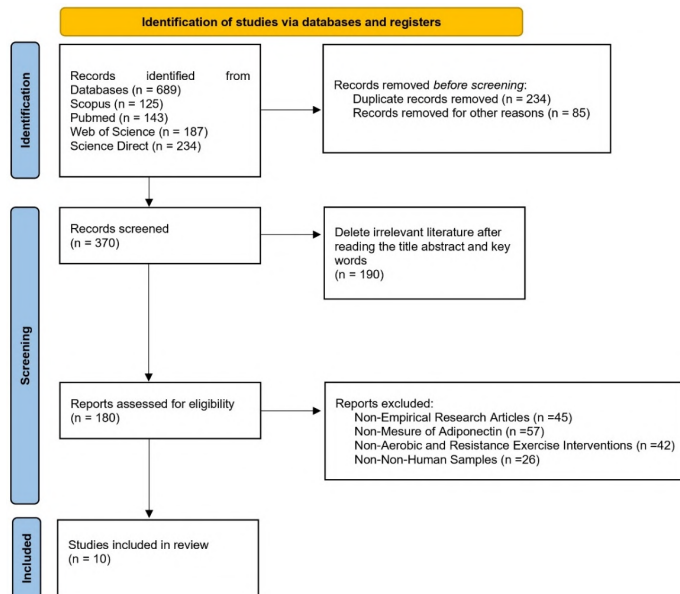 Identification of studies via databases and registers
Identification
Records identified from
Databases (n = 689)
Scopus (n = 125)
Pubmed (n = 143)
Web of Science (n = 187)
Science Direct (n = 234)
Records removed before screening:
Duplicate records removed (n = 234)
Records removed for other reasons (n = 85)
Screening
Records screened
(n = 370)
Delete irrelevant literature after
reading the title abstract and key
words
(n = 190)
Reports assessed for eligibility
(n = 180)
Reports excluded:
Non-Empirical Research Articles (n =45)
Non-Mesure of Adiponectin (n =57)
Non-Aerobic and Resistance Exercise Interventions (n =42)
Non-Non-Human Samples (n =26)
Included
Studies included in review
(n = 10)